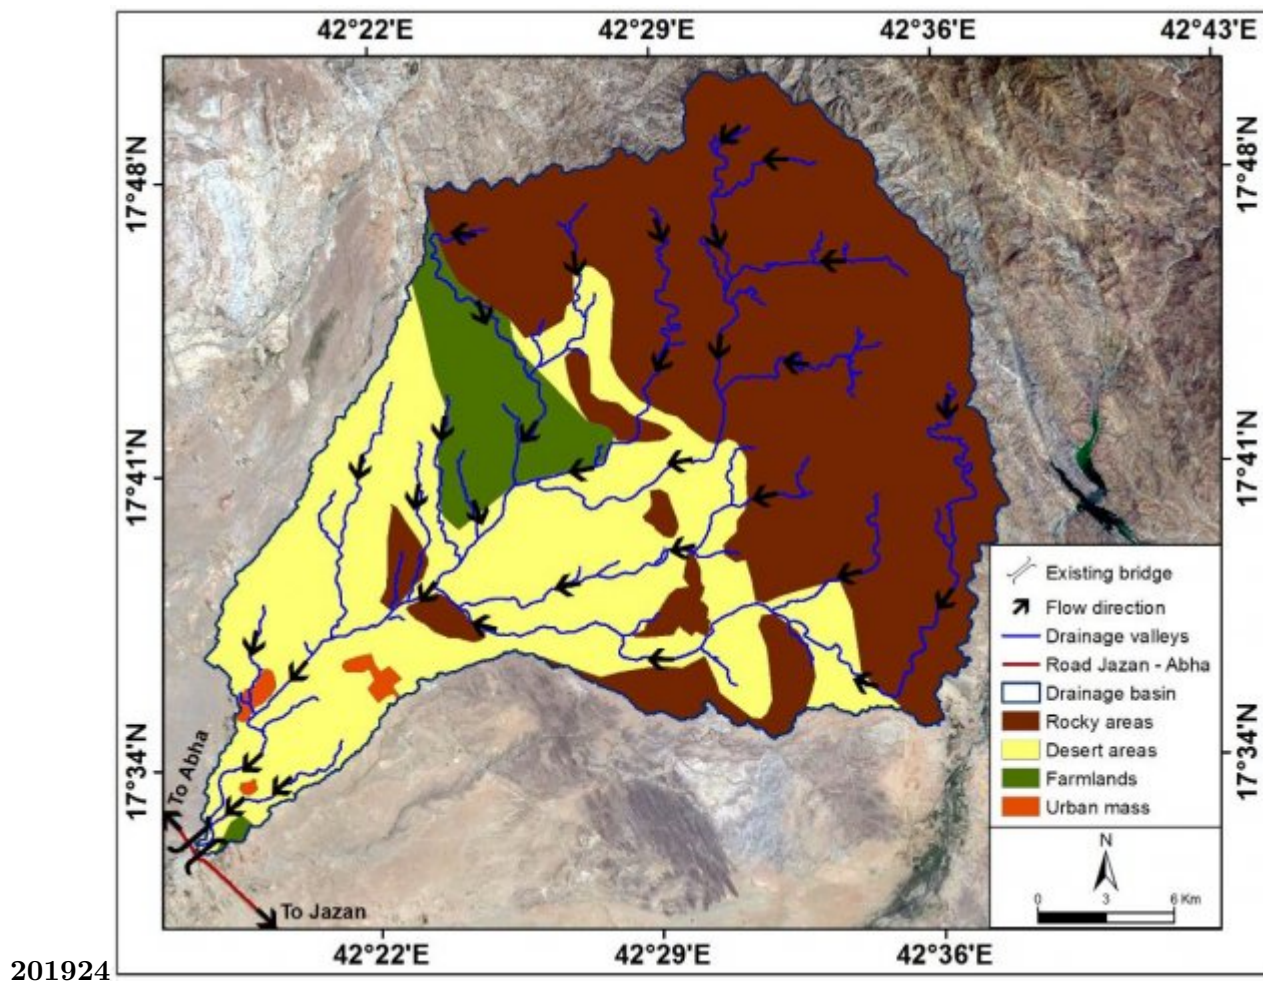 42°22'E 42°29'E 42°36'E 42°43'E
17°48'N
17°48'N
17°41'N
17°41'N
17°34'N
17°34'N
Existing bridge
Flow direction
Drainage valleys
Road Jazan - Abha
Drainage basin
Rocky areas
Desert areas
Farmlands
Urban mass
N
0 3 6 Km
To Abha
To Jazan
42°22'E 42°29'E 42°36'E
201924